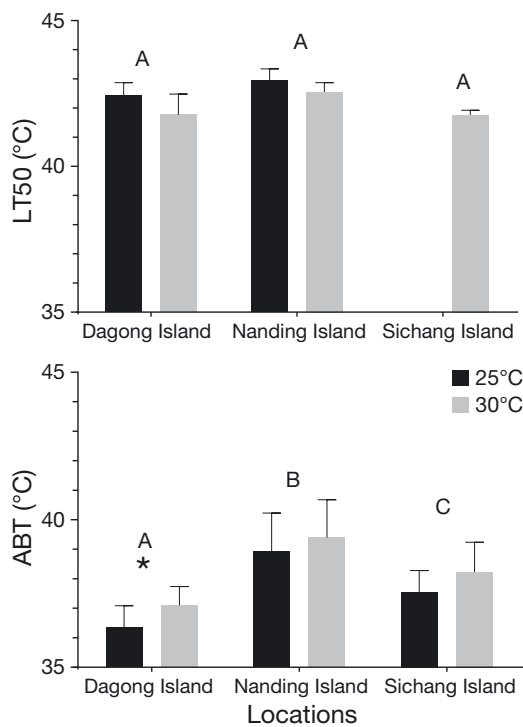 45
A
A
A
40
35
LT50 (°C)
Dagong Island Nanding Island Sichang Island
45
25°C
30°C
B
C
A
*
40
35
ABT (°C)
Dagong Island Nanding Island Sichang Island
Locations